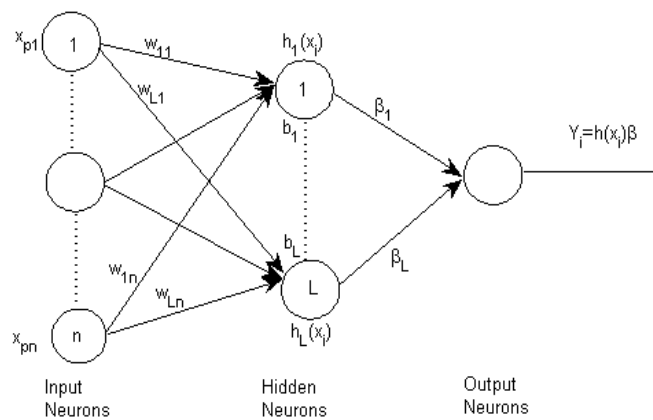 x_p1
1
w_11
h_1(x_i)
1
w_L1
β_1
b_1
Y_i=h(x_i)β
b_L
w_1n
β_L
L
w_Ln
x_pn
n
h_L(x_i)
Input
Neurons
Hidden
Neurons
Output
Neurons